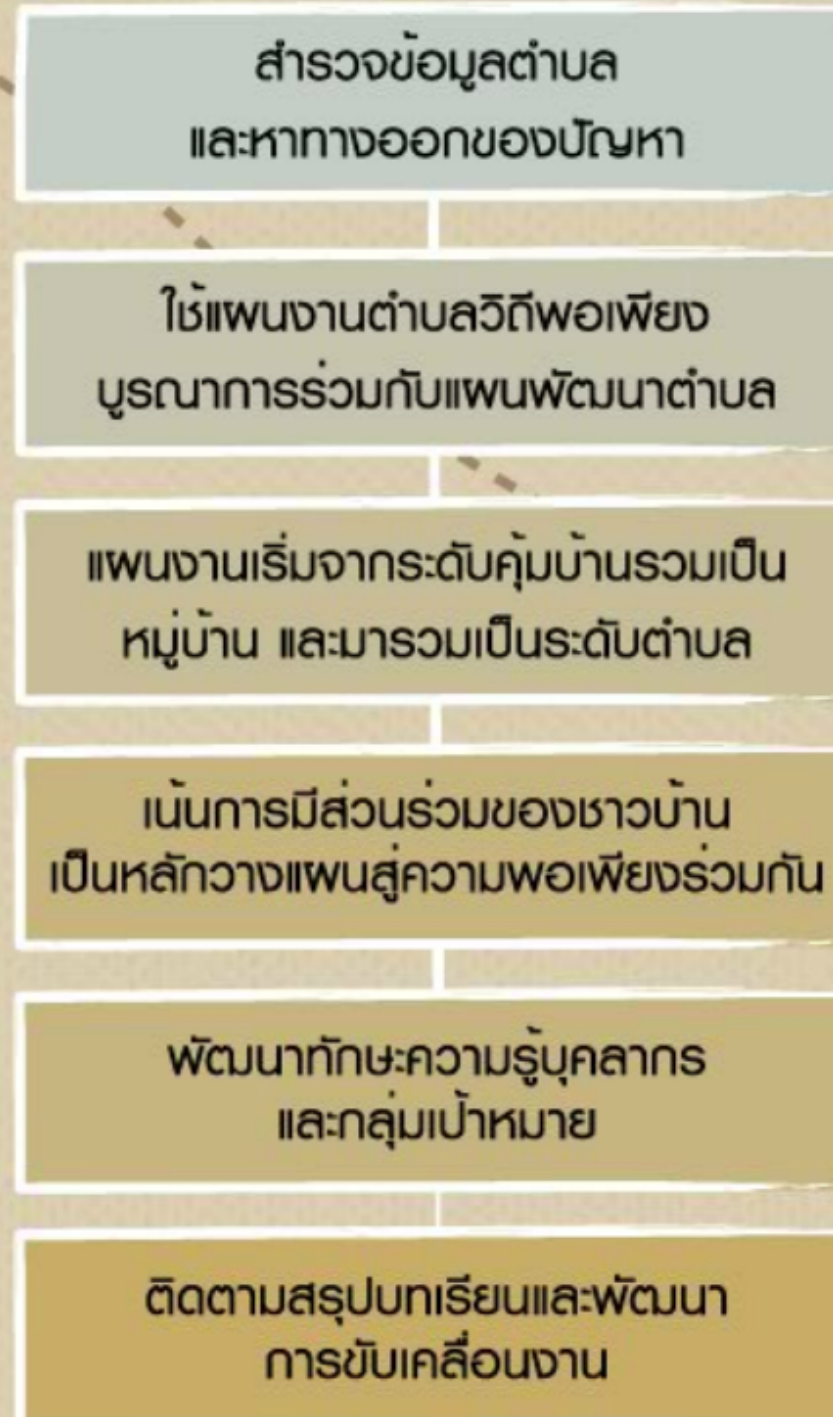 สำรวจข้อมูลตำบล
และหาทางออกของปัญหา
ใช้แผนงานตำบลวิถีพอเพียง
บูรณาการร่วมกับแผนพัฒนาตำบล
แผนงานเริ่มจากระดับคุ้มบ้านรวมเป็น
หมู่บ้าน และมารวมเป็นระดับตำบล
เน้นการมีส่วนร่วมของชาวบ้าน
เป็นหลักวางแผนสู่ความพอเพียงร่วมกัน
พัฒนาทักษะความรู้บุคลากร
และกลุ่มเป้าหมาย
ติดตามสรุปบทเรียนและพัฒนา
การขับเคลื่อนงาน